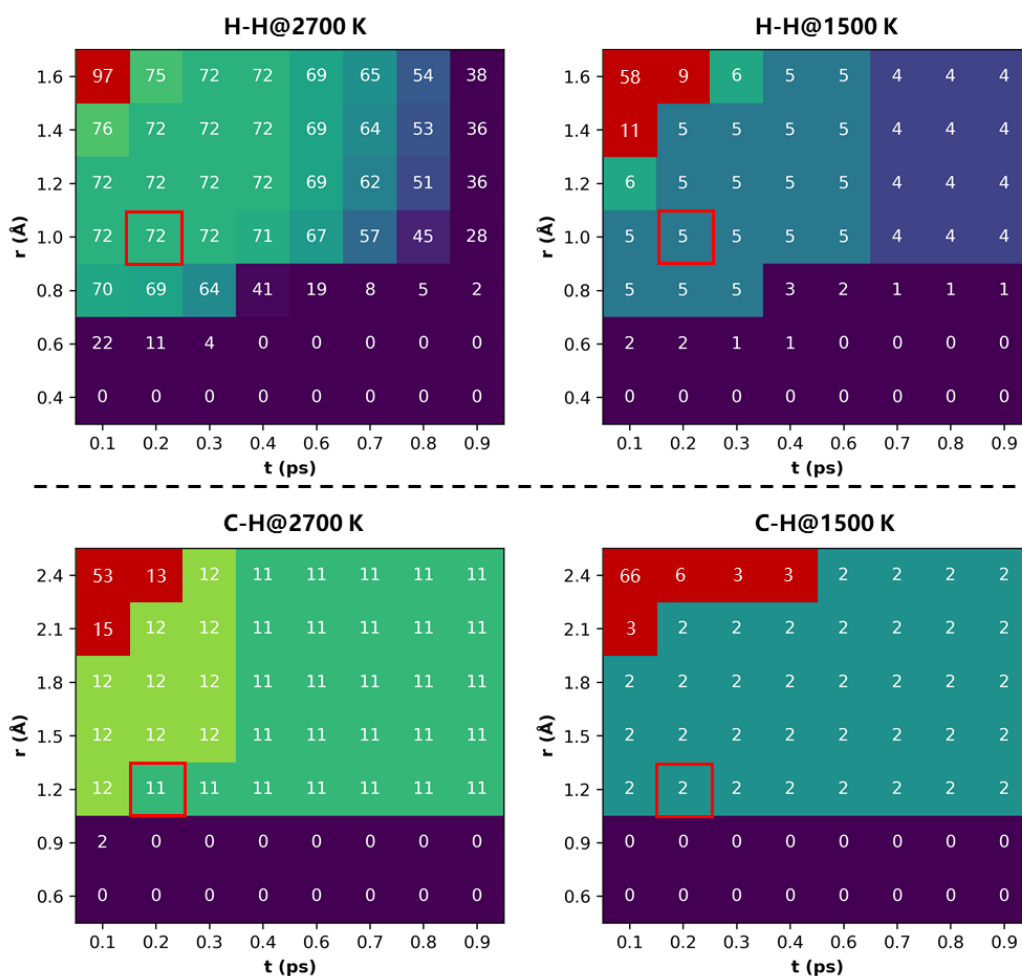 H-H@2700 K
H-H@1500 K
r (Å)
1.6 97 75 72 72 69 65 54 38
1.4 76 72 72 72 69 64 53 36
1.2 72 72 72 72 69 62 51 36
1.0 72 72 72 71 67 57 45 28
0.8 70 69 64 41 19 8 5 2
0.6 22 11 4 0 0 0 0 0
0.4 0 0 0 0 0 0 0 0
0.1 0.2 0.3 0.4 0.6 0.7 0.8 0.9
t (ps)
r (Å)
1.6 58 9 6 5 5 4 4 4
1.4 11 5 5 5 5 4 4 4
1.2 6 5 5 5 5 4 4 4
1.0 5 5 5 5 5 4 4 4
0.8 5 5 5 3 2 1 1 1
0.6 2 2 1 1 0 0 0 0
0.4 0 0 0 0 0 0 0 0
0.1 0.2 0.3 0.4 0.6 0.7 0.8 0.9
t (ps)
C-H@2700 K
C-H@1500 K
r (Å)
2.4 53 13 12 11 11 11 11 11
2.1 15 12 12 11 11 11 11 11
1.8 12 12 12 11 11 11 11 11
1.5 12 12 12 11 11 11 11 11
1.2 12 11 11 11 11 11 11 11
0.9 2 0 0 0 0 0 0 0
0.6 0 0 0 0 0 0 0 0
0.1 0.2 0.3 0.4 0.6 0.7 0.8 0.9
t (ps)
r (Å)
2.4 66 6 3 3 2 2 2 2
2.1 3 2 2 2 2 2 2 2
1.8 2 2 2 2 2 2 2 2
1.5 2 2 2 2 2 2 2 2
1.2 2 2 2 2 2 2 2 2
0.9 0 0 0 0 0 0 0 0
0.6 0 0 0 0 0 0 0 0
0.1 0.2 0.3 0.4 0.6 0.7 0.8 0.9
t (ps)